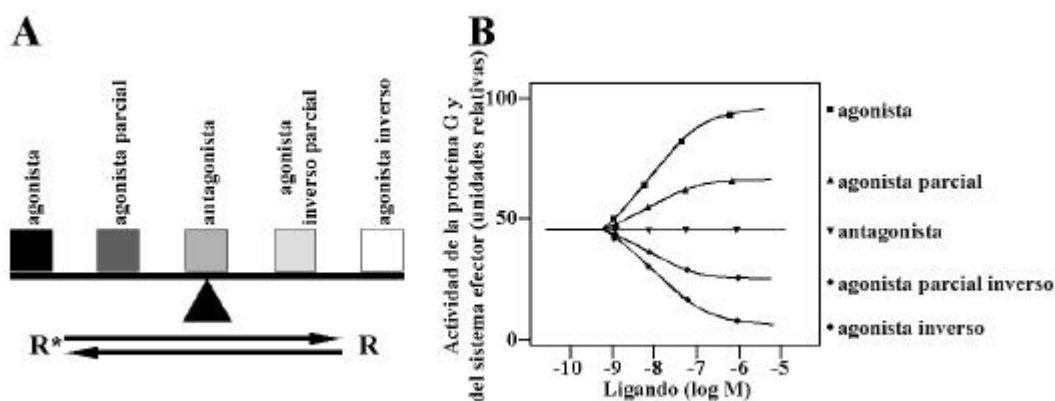 A
agonista
agonista parcial
antagonista
agonista
inverso parcial
agonista inverso
R*
R
B
Actividad de la proteína G y
del sistema efector (unidades relativas)
100
50
0
-10
-9
-8
-7
-6
-5
Ligando (log M)
agonista
agonista parcial
antagonista
agonista parcial inverso
agonista inverso